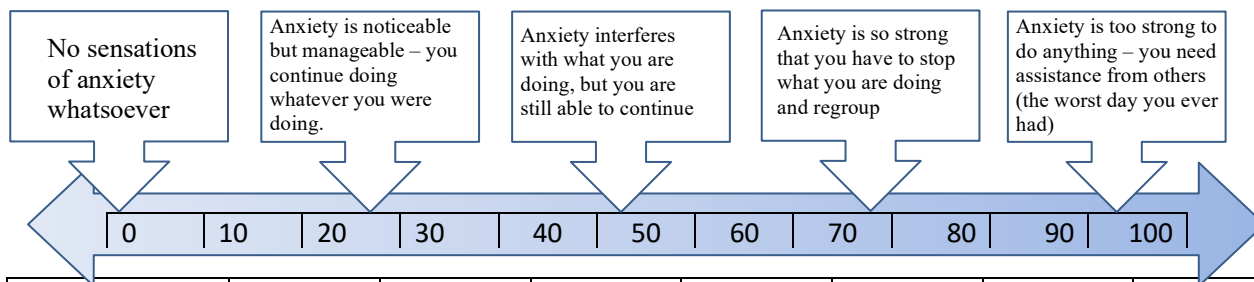 No sensations
of anxiety
whatsoever
Anxiety is noticeable
but manageable – you
continue doing
whatever you were
doing.
Anxiety interferes
with what you are
doing, but you are
still able to continue
Anxiety is so strong
that you have to stop
what you are doing
and regroup
Anxiety is too strong to
do anything – you need
assistance from others
(the worst day you ever
had)
0 10 20 30 40 50 60 70 80 90 100